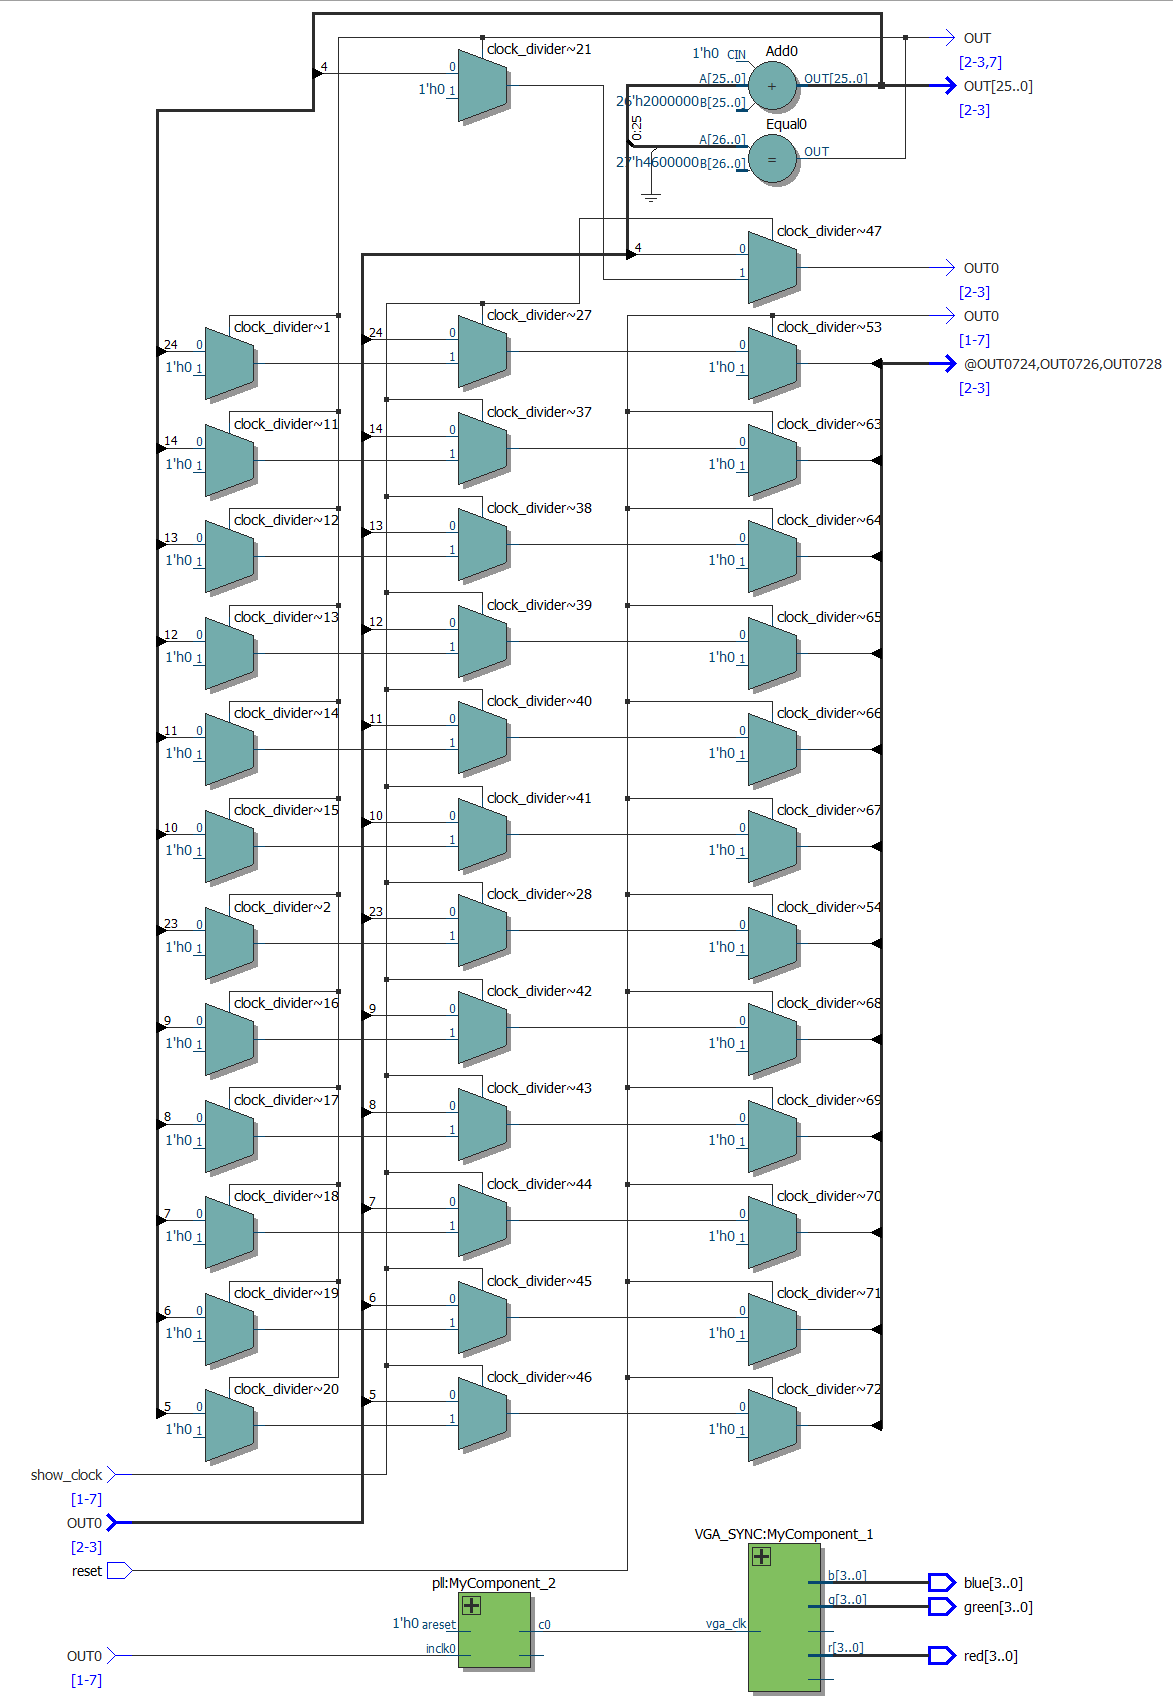 clock_divider~21
4
0
1'h0 1
1'h0 CIN
Add0
A[25..0]
OUT[25..0]
+
26'h2000000 B[25..0]
OUT
[2-3,7]
OUT[25..0]
[2-3]
0:25
Equal0
A[26..0]
OUT
=
27'h4600000 B[26..0]
clock_divider~47
4
0
1
OUT0
[2-3]
OUT0
[1-7]
@OUT0724,OUT0726,OUT0728
[2-3]
clock_divider~1
24 0
1'h0 1
clock_divider~27
24 0
1
clock_divider~53
0
1'h0 1
clock_divider~11
14 0
1'h0 1
clock_divider~37
14 0
1
clock_divider~63
0
1'h0 1
clock_divider~12
13 0
1'h0 1
clock_divider~38
13 0
1
clock_divider~64
0
1'h0 1
clock_divider~13
12 0
1'h0 1
clock_divider~39
12 0
1
clock_divider~65
0
1'h0 1
clock_divider~14
11 0
1'h0 1
clock_divider~40
11 0
1
clock_divider~66
0
1'h0 1
clock_divider~15
10 0
1'h0 1
clock_divider~41
10 0
1
clock_divider~67
0
1'h0 1
clock_divider~2
23 0
1'h0 1
clock_divider~28
23 0
1
clock_divider~54
0
1'h0 1
clock_divider~16
9 0
1'h0 1
clock_divider~42
9 0
1
clock_divider~68
0
1'h0 1
clock_divider~17
8 0
1'h0 1
clock_divider~43
8 0
1
clock_divider~69
0
1'h0 1
clock_divider~18
7 0
1'h0 1
clock_divider~44
7 0
1
clock_divider~70
0
1'h0 1
clock_divider~19
6 0
1'h0 1
clock_divider~45
6 0
1
clock_divider~71
0
1'h0 1
clock_divider~20
5 0
1'h0 1
clock_divider~46
5 0
1
clock_divider~72
0
1'h0 1
show_clock
[1-7]
OUT0
[2-3]
reset
pll:MyComponent_2
1'h0 areset
c0
inclk0
OUT0
[1-7]
VGA_SYNC:MyComponent_1
vga_clk
b[3..0]
g[3..0]
r[3..0]
blue[3..0]
green[3..0]
red[3..0]